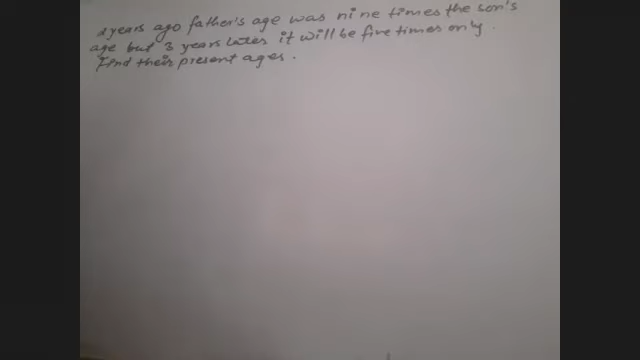 2 years ago father's age was nine times the son's
age but 3 years later it will be five times only.
Find their present ages.